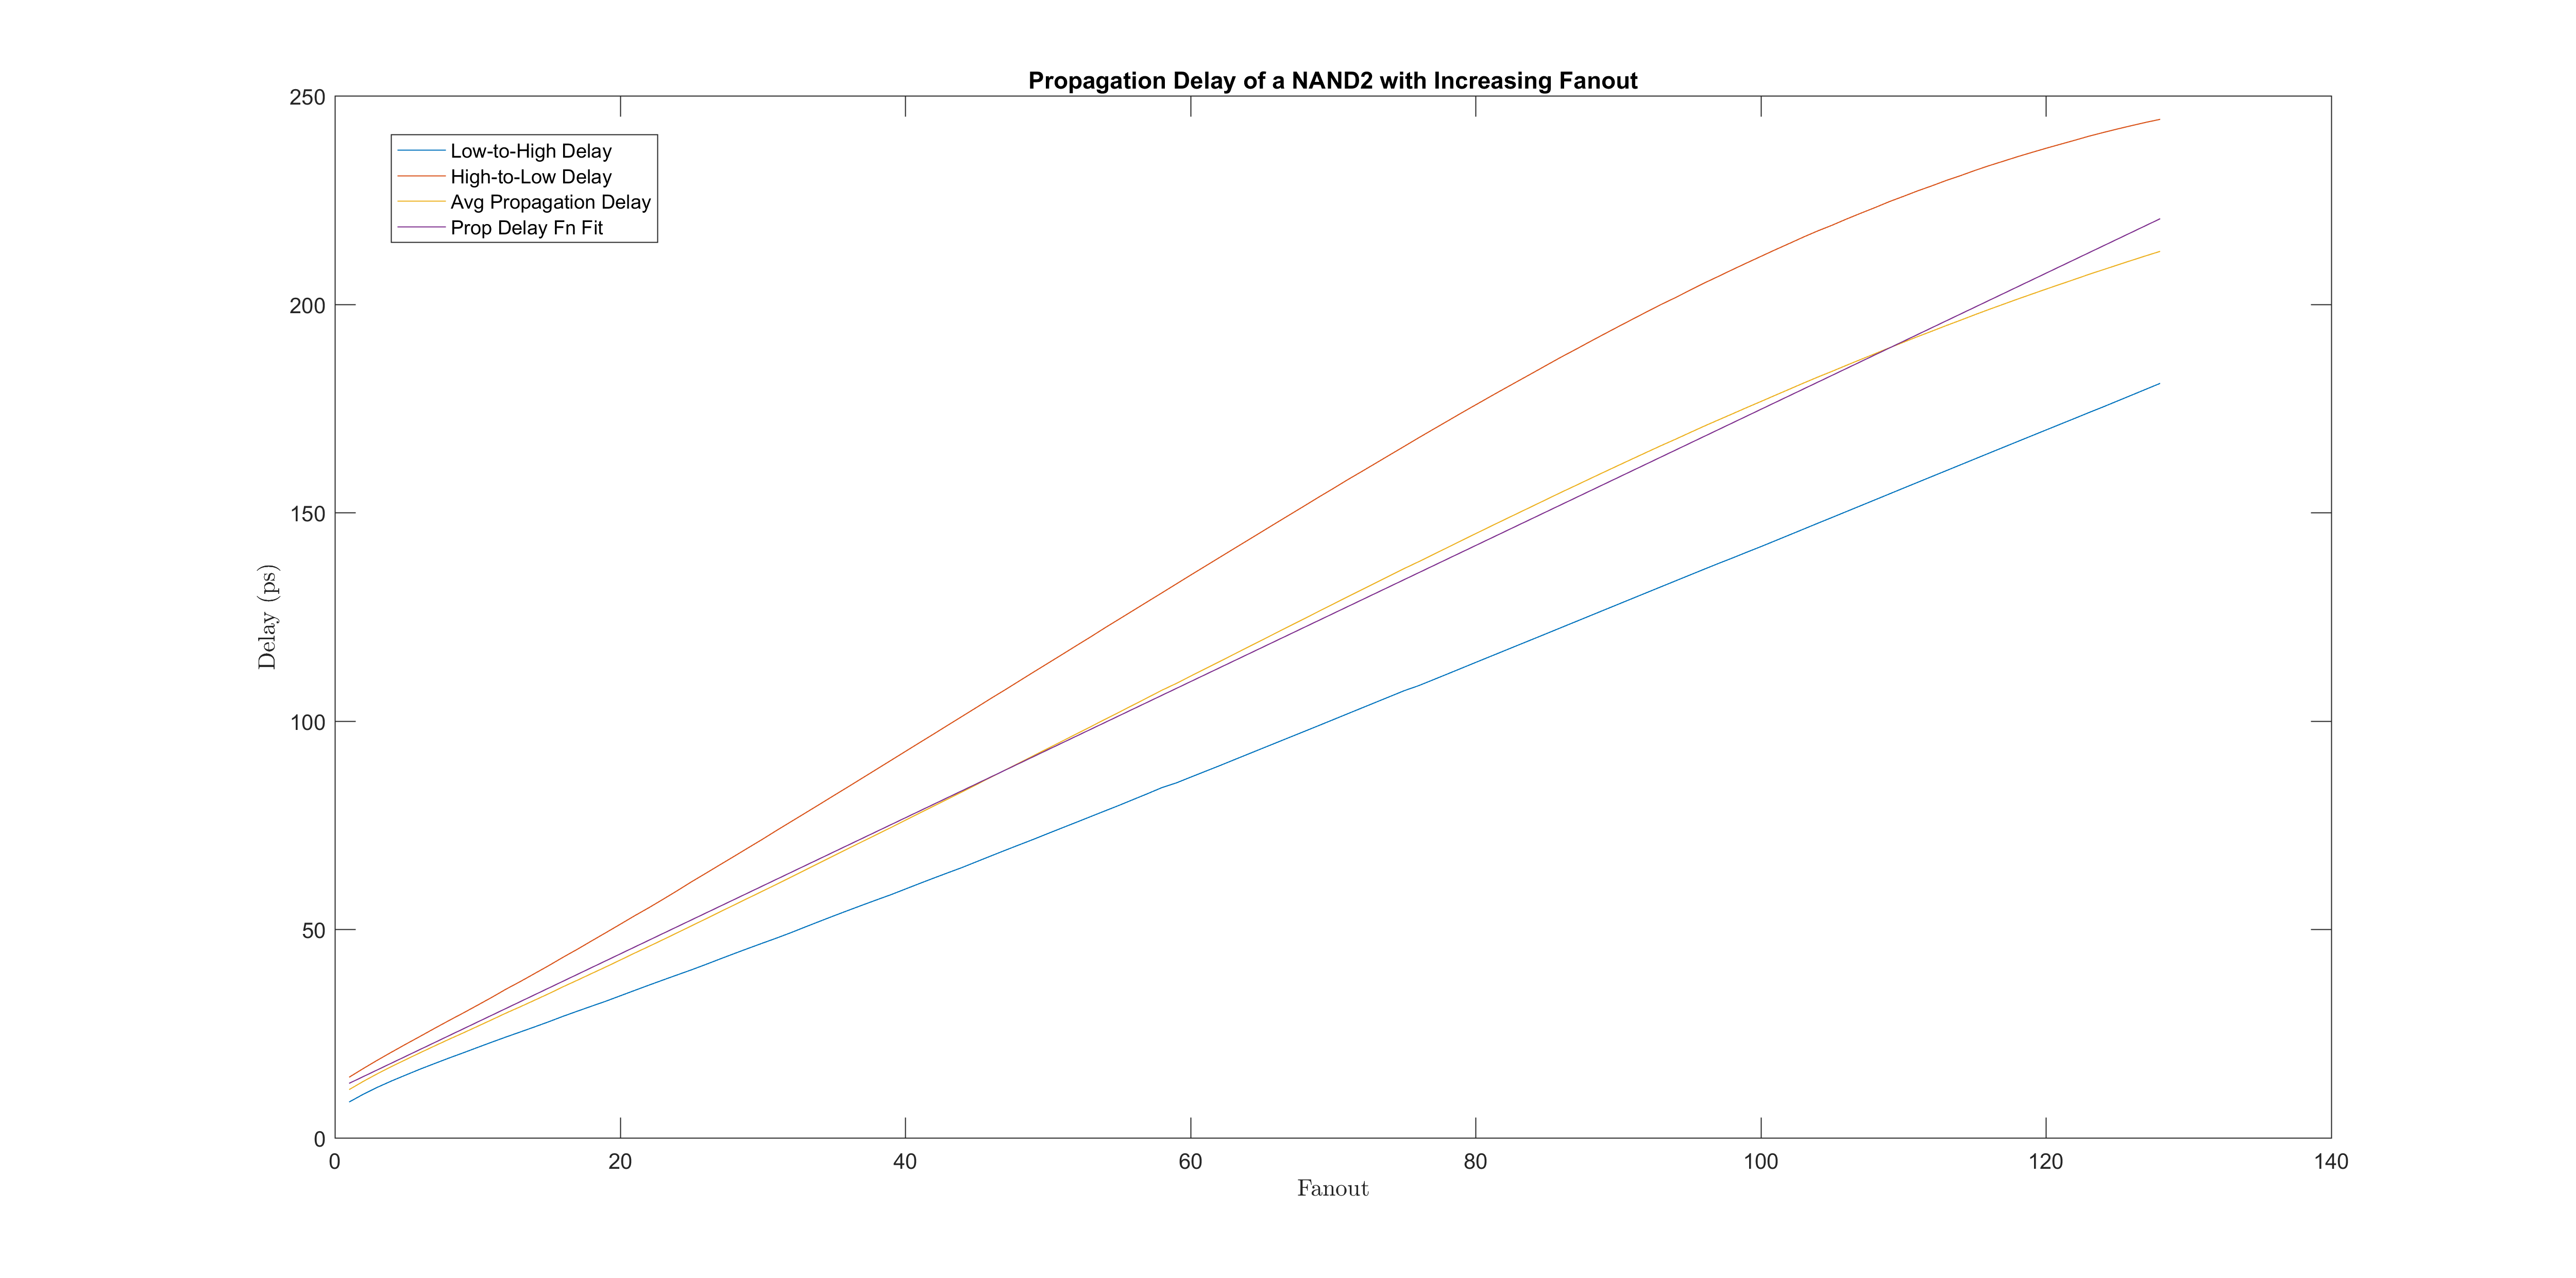 Propagation Delay of a NAND2 with Increasing Fanout
250
200
150
100
50
0
Low-to-High Delay
High-to-Low Delay
Avg Propagation Delay
Prop Delay Fn Fit
Delay (ps)
0 20 40 60 80 100 120 140
Fanout